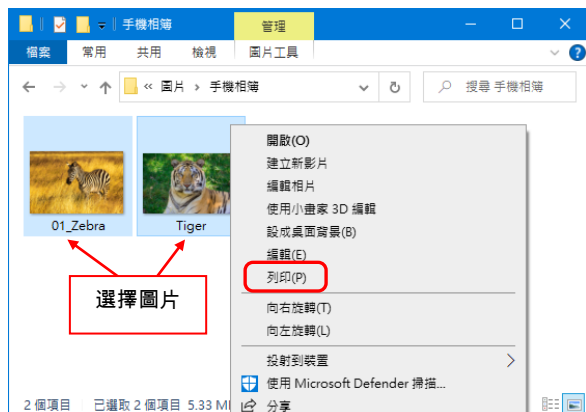 手機相簿
管理
檔案
常用
共用
檢視
圖片工具
« 圖片 › 手機相簿
搜尋 手機相簿
01_Zebra
Tiger
選擇圖片
開啟(O)
建立新影片
編輯相片
使用小畫家 3D 編輯
設成桌面背景(B)
編輯(E)
列印(P)
向右旋轉(T)
向左旋轉(L)
投射到裝置
使用 Microsoft Defender 掃描...
分享
2 個項目
已選取 2 個項目 5.33 M